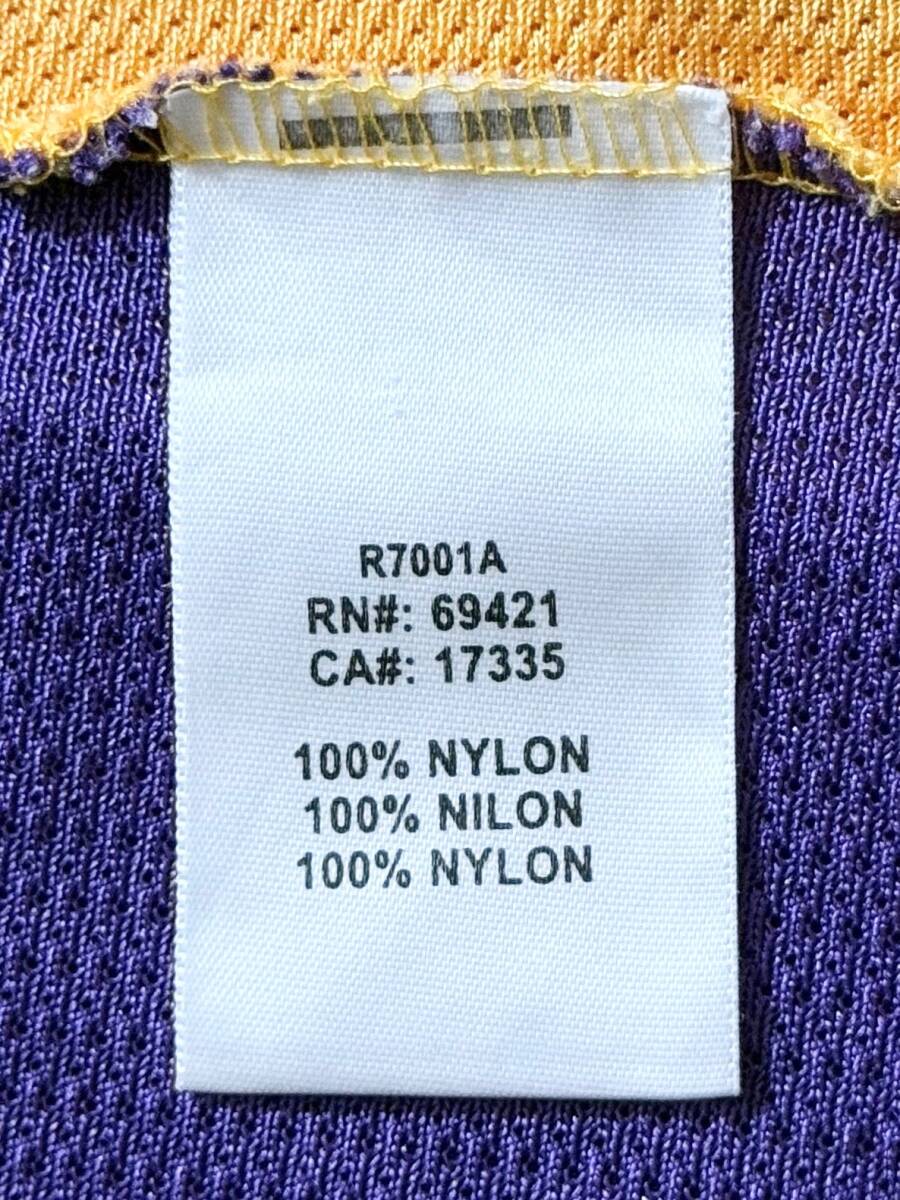 R7001A
RN#: 69421
CA#: 17335
100% NYLON
100% NILON
100% NYLON